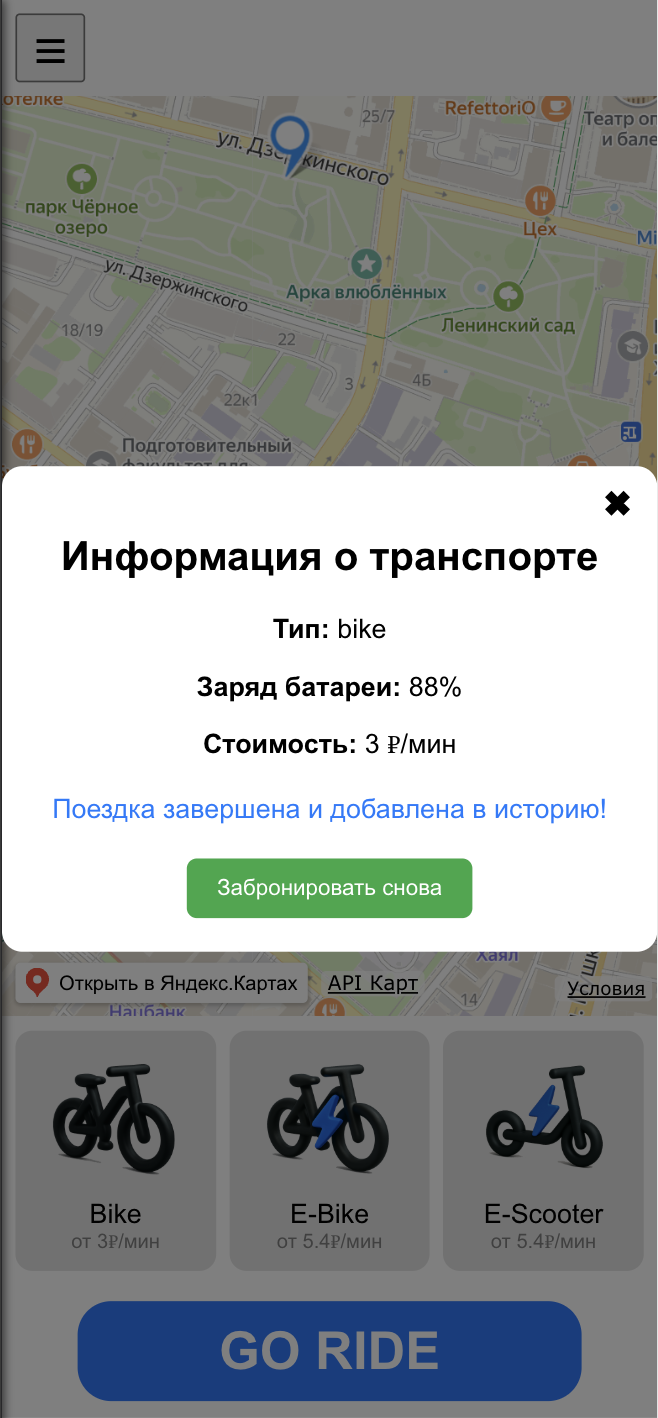 отелке
25/7
RefettoriO
Театр оп
и бале
ул. Дзержинского
парк Чёрное
озеро
Цех
Mi
ул. Дзержинского
Арка влюблённых
Ленинский сад
18/19
22
3
4Б
22к1
Подготовительный
факультет для
✖
Информация о транспорте
Тип: bike
Заряд батареи: 88%
Стоимость: 3 ₽/мин
Поездка завершена и добавлена в историю!
Забронировать снова
Хаял
Открыть в Яндекс.Картах
API Карт
Условия
Нацбанк
Bike
от 3₽/мин
E-Bike
от 5.4₽/мин
E-Scooter
от 5.4₽/мин
GO RIDE